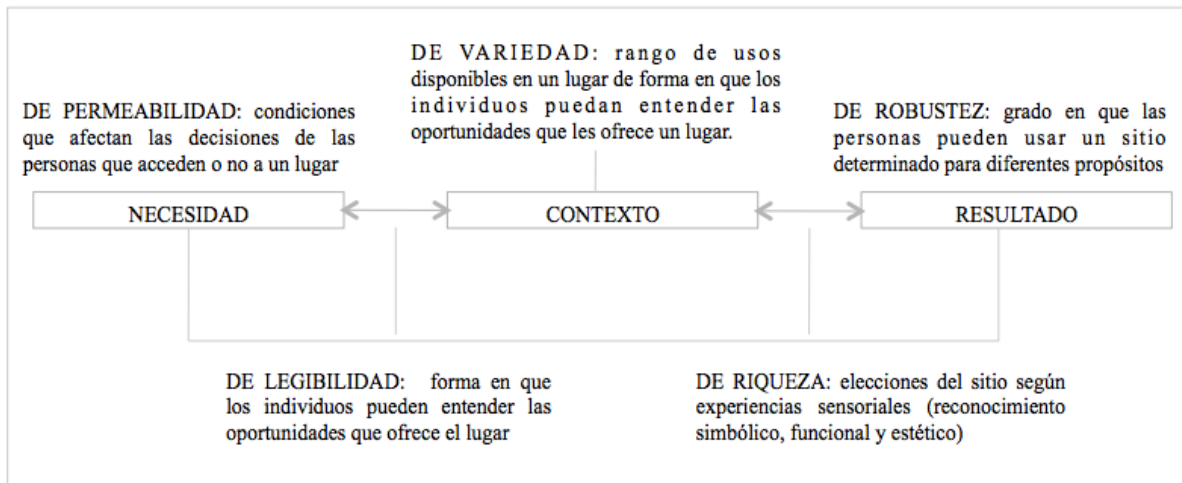 DE PERMEABILIDAD: condiciones
que afectan las decisiones de las
personas que acceden o no a un lugar
NECESIDAD
DE VARIEDAD: rango de usos
disponibles en un lugar de forma en que los
individuos puedan entender las
oportunidades que les ofrece un lugar.
CONTEXTO
DE ROBUSTEZ: grado en que las
personas pueden usar un sitio
determinado para diferentes propósitos
RESULTADO
DE LEGIBILIDAD: forma en que
los individuos pueden entender las
oportunidades que ofrece el lugar
DE RIQUEZA: elecciones del sitio según
experiencias sensoriales (reconocimiento
simbólico, funcional y estético)